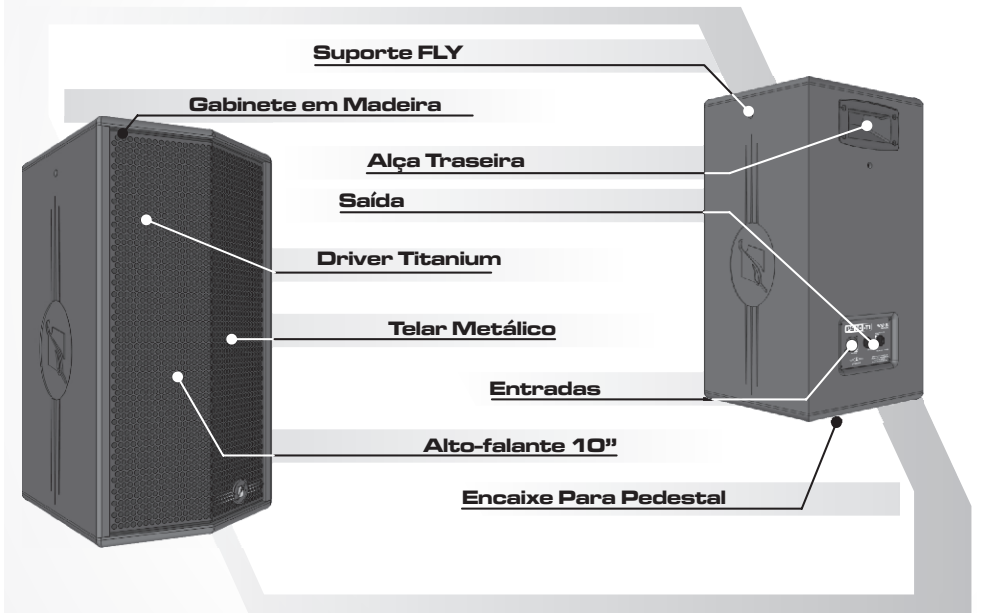 Suporte FLY
Gabinete em Madeira
Alça Traseira
Saída
Driver Titanium
Telar Metálico
Entradas
Alto-falante 10”
Encaixe Para Pedestal